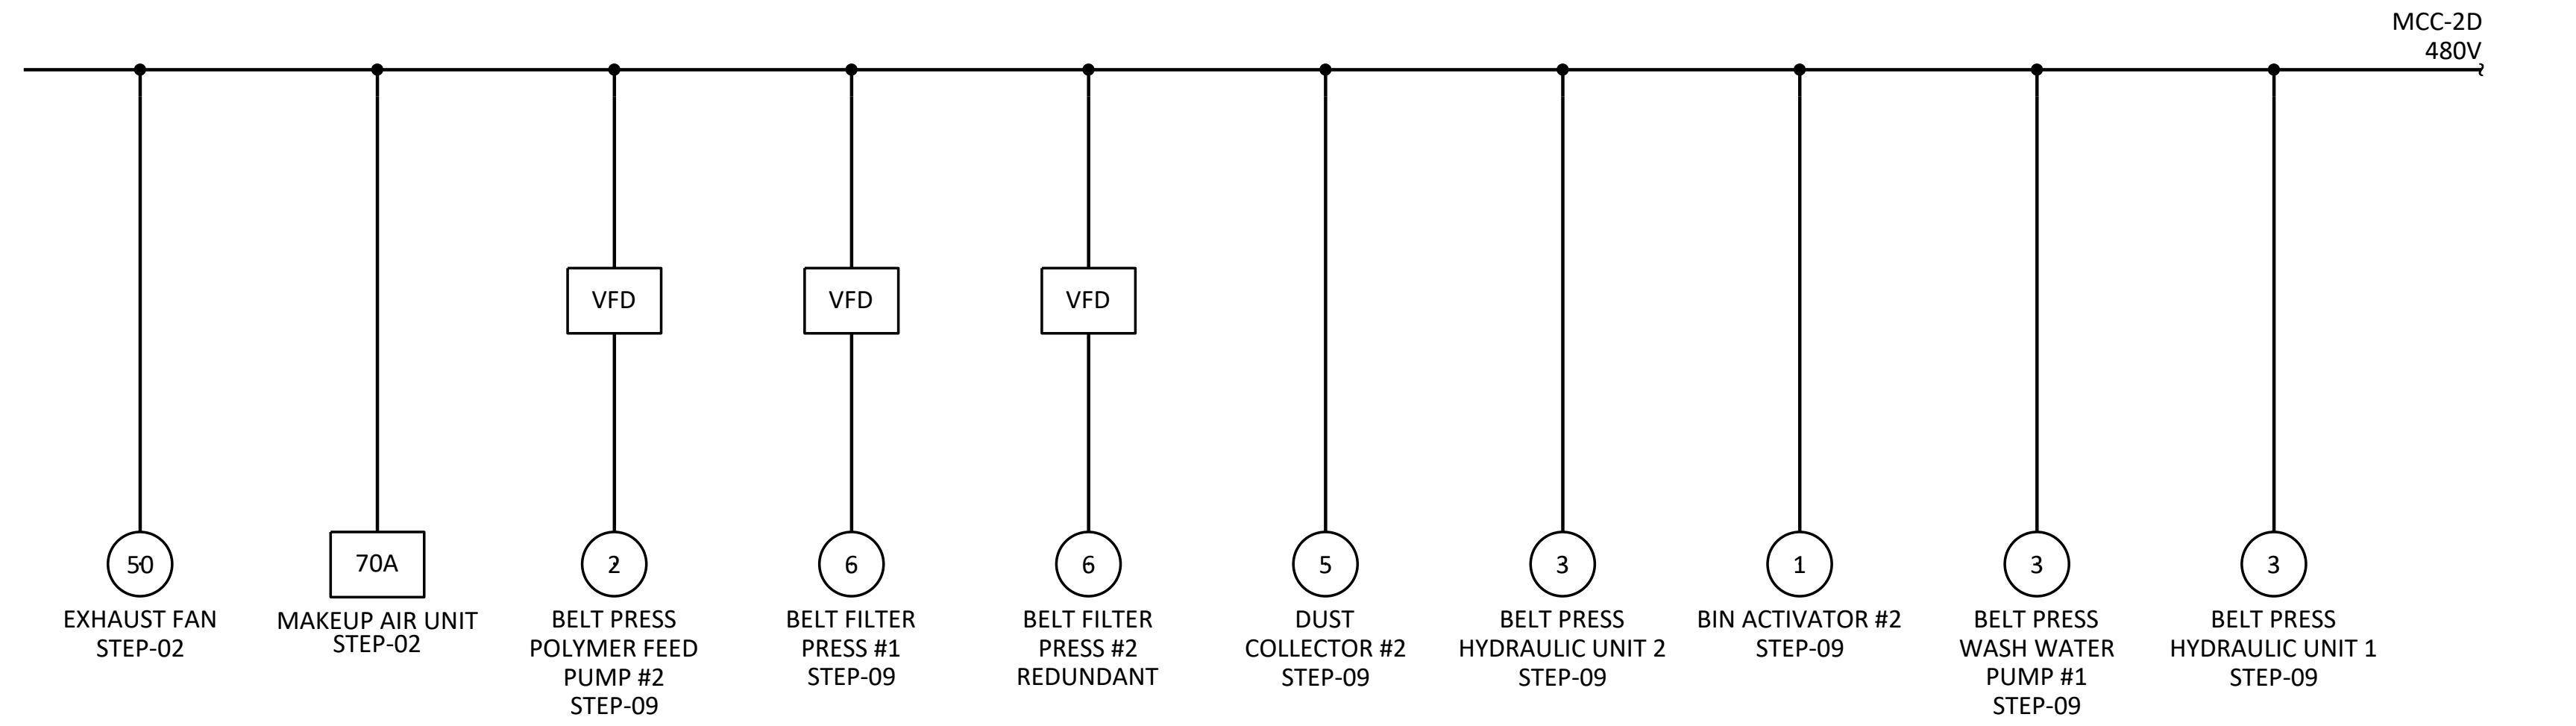 MCC-2D
480V
VFD
VFD
VFD
50
70A
2
6
6
5
3
1
3
3
EXHAUST FAN
STEP-02
MAKEUP AIR UNIT
STEP-02
BELT PRESS
POLYMER FEED
PUMP #2
STEP-09
BELT FILTER
PRESS #1
STEP-09
BELT FILTER
PRESS #2
REDUNDANT
DUST
COLLECTOR #2
STEP-09
BELT PRESS
HYDRAULIC UNIT 2
STEP-09
BIN ACTIVATOR #2
STEP-09
BELT PRESS
WASH WATER
PUMP #1
STEP-09
BELT PRESS
HYDRAULIC UNIT 1
STEP-09